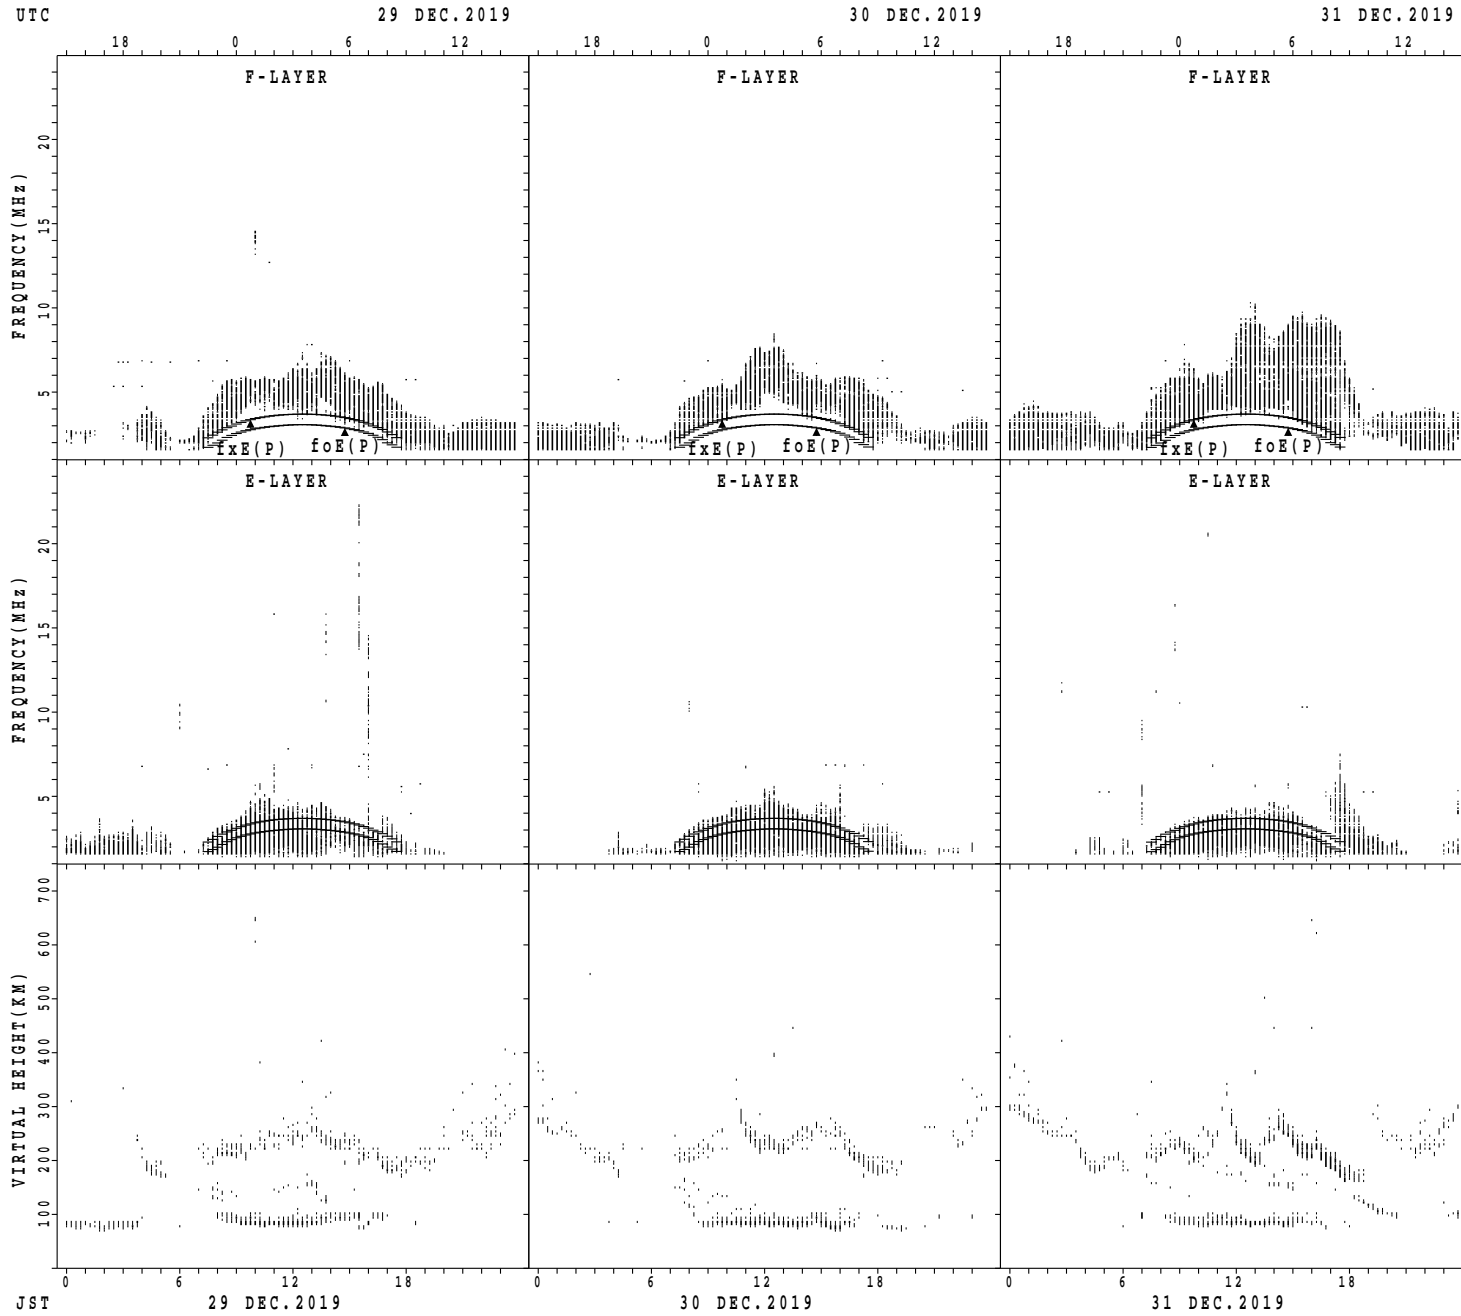 UTC 29 DEC.2019 30 DEC.2019 31 DEC.2019
18 0 6 12 18 0 6 12 18 0 6 12
F-LAYER F-LAYER F-LAYER
FREQUENCY(MHz)
20
15
10
5
fxE(P) foE(P) fxE(P) foE(P) fxE(P) foE(P)
E-LAYER E-LAYER E-LAYER
FREQUENCY(MHz)
20
15
10
5
VIRTUAL HEIGHT(KM)
700
600
500
400
300
200
100
0 6 12 18 0 6 12 18 0 6 12 18
JST 29 DEC.2019 30 DEC.2019 31 DEC.2019